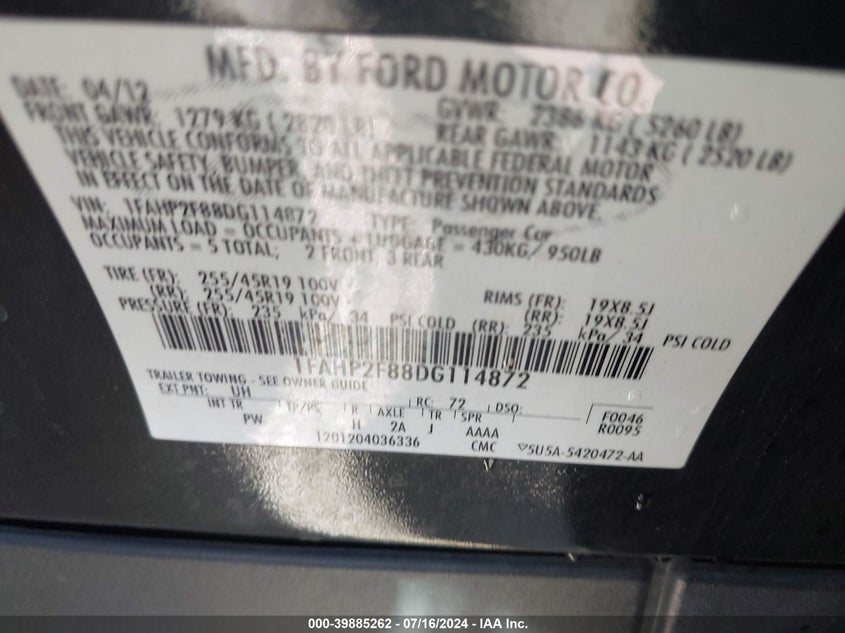 MFD. BY FORD MOTOR CO.
DATE: 04/12 GVWR: 2386 KG ( 5260 LB)
FRONT GAWR: 1279 KG ( 2820 LB) REAR GAWR: 1143 KG ( 2520 LB)
THIS VEHICLE CONFORMS TO ALL APPLICABLE FEDERAL MOTOR
VEHICLE SAFETY, BUMPER, AND THEFT PREVENTION STANDARDS
IN EFFECT ON THE DATE OF MANUFACTURE SHOWN ABOVE.
VIN: 1FAHP2F88DG114872 TYPE: Passenger Car
MAXIMUM LOAD = OCCUPANTS + LUGGAGE = 430KG/ 950LB
OCCUPANTS = 5 TOTAL; 2 FRONT 3 REAR
TIRE (FR): 255/45R19 100V RIMS (FR): 19X8.5J
(RR): 255/45R19 100V (RR): 19X8.5J
PRESSURE (FR): 235 kPa/ 34 PSI COLD (RR): 235 kPa/ 34 PSI COLD
1FAHP2F88DG114872
TRAILER TOWING - SEE OWNER GUIDE
EXT.PNT: UH RC: 72 DSO: F0046
INT TR TP/PS R AXLE TR SPR R0095
PW H 2A J AAAA
1201204036336 CMC ▽5U5A-5420472-AA
000-39885262 - 07/16/2024 - IAA Inc.